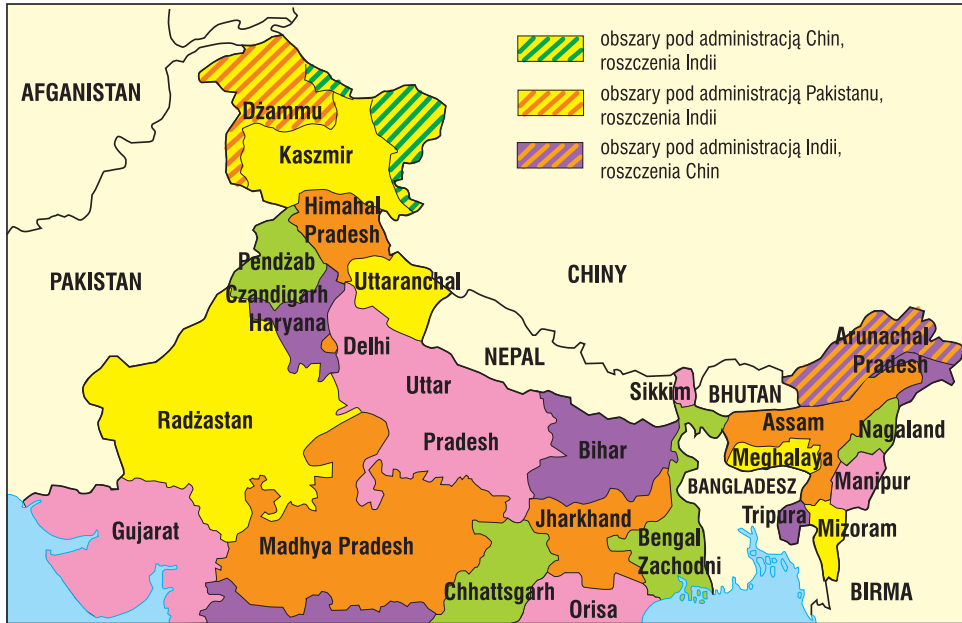 obszary pod administracją Chin,
roszczenia Indii
obszary pod administracją Pakistanu,
roszczenia Indii
obszary pod administracją Indii,
roszczenia Chin
AFGANISTAN
Dżammu
Kaszmir
Himahal
Pradesh
Pendżab
PAKISTAN
Uttaranchal
CHINY
Czandigarh
Haryana
Delhi
NEPAL
Arunachal
Pradesh
Uttar
Pradesh
Sikkim
BHUTAN
Radżastan
Assam
Nagaland
Bihar
Meghalaya
Manipur
BANGLADESZ
Gujarat
Madhya Pradesh
Jharkhand
Tripura
Mizoram
Bengal
Zachodni
Chhattsgarh
Orisa
BIRMA